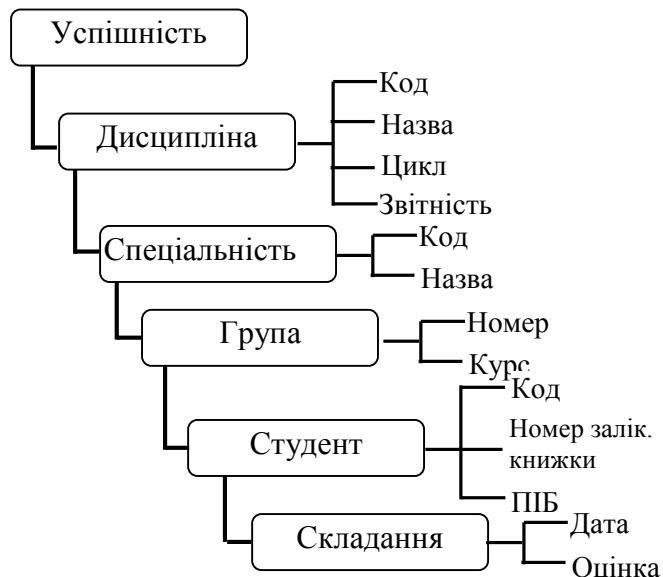 Успішність
Код
Дисципліна
Назва
Цикл
Звітність
Спеціальність
Код
Назва
Група
Номер
Курс
Код
Студент
Номер залік.
книжки
ПІБ
Складання
Дата
Оцінка